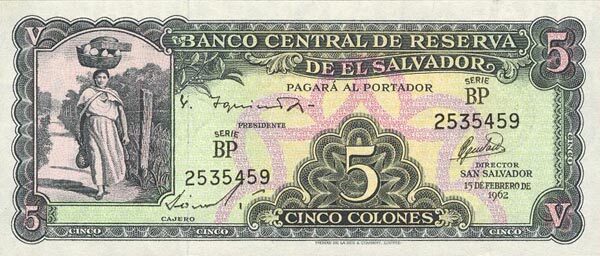 V
BANCO CENTRAL DE RESERVA
DE EL SALVADOR
5
PAGARÁ AL PORTADOR
SERIE
BP
2535459
PRESIDENTE
SERIE
BP
2535459
DIRECTOR
SAN SALVADOR
15 DE FEBRERO DE
1962
5
CAJERO
CINCO COLONES
5
V
CINCO
CINCO
CINCO
CINCO